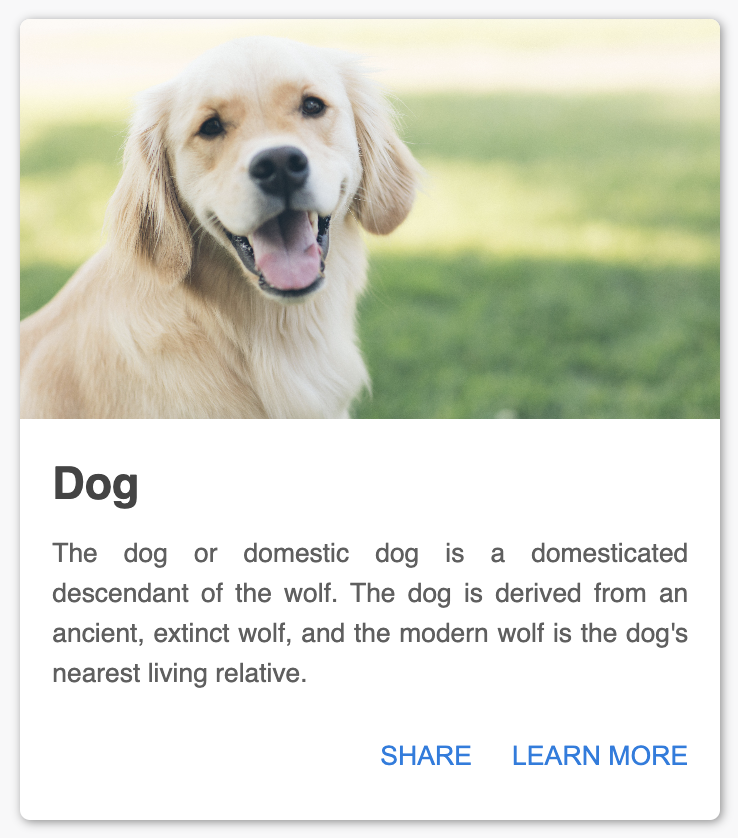 Dog
The dog or domestic dog is a domesticated
descendant of the wolf. The dog is derived from an
ancient, extinct wolf, and the modern wolf is the dog's
nearest living relative.
SHARE LEARN MORE